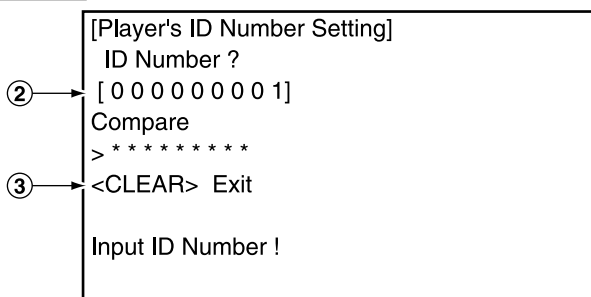 [Player's ID Number Setting]
ID Number ?
② [ 0 0 0 0 0 0 0 0 1]
Compare
> * * * * * * * * *
③ <CLEAR> Exit
Input ID Number !